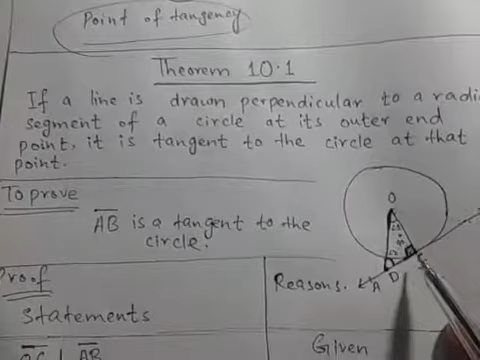 Point of tangency
Theorem 10.1
If a line is drawn perpendicular to a radi
segment of a circle at its outer end
point, it is tangent to the circle at that
point.
To prove
AB is a tangent to the
circle.
O
A
D
Proof
Reasons.
Statements
Given
OC ⊥ AB